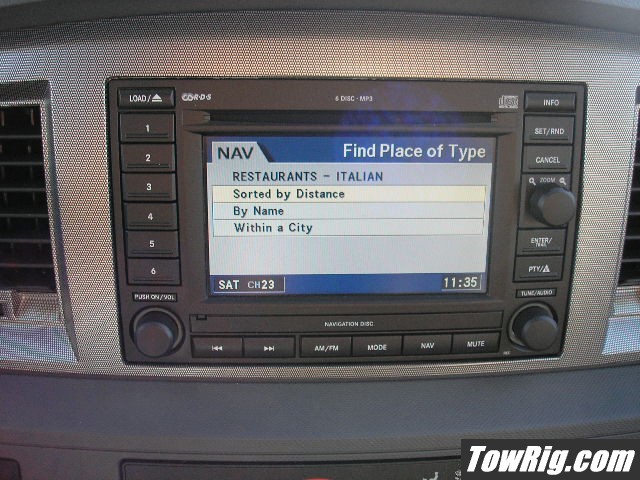 LOAD/
R·D·S
6 DISC · MP3
INFO
1
2
3
4
5
6
SET/RND
CANCEL
ZOOM
ENTER/
PTY/
NAV
Find Place of Type
RESTAURANTS - ITALIAN
Sorted by Distance
By Name
Within a City
SAT CH23
11:35
PUSH ON/VOL
TUNE/AUDIO
NAVIGATION DISC
AM/FM
MODE
NAV
MUTE
TowRig.com